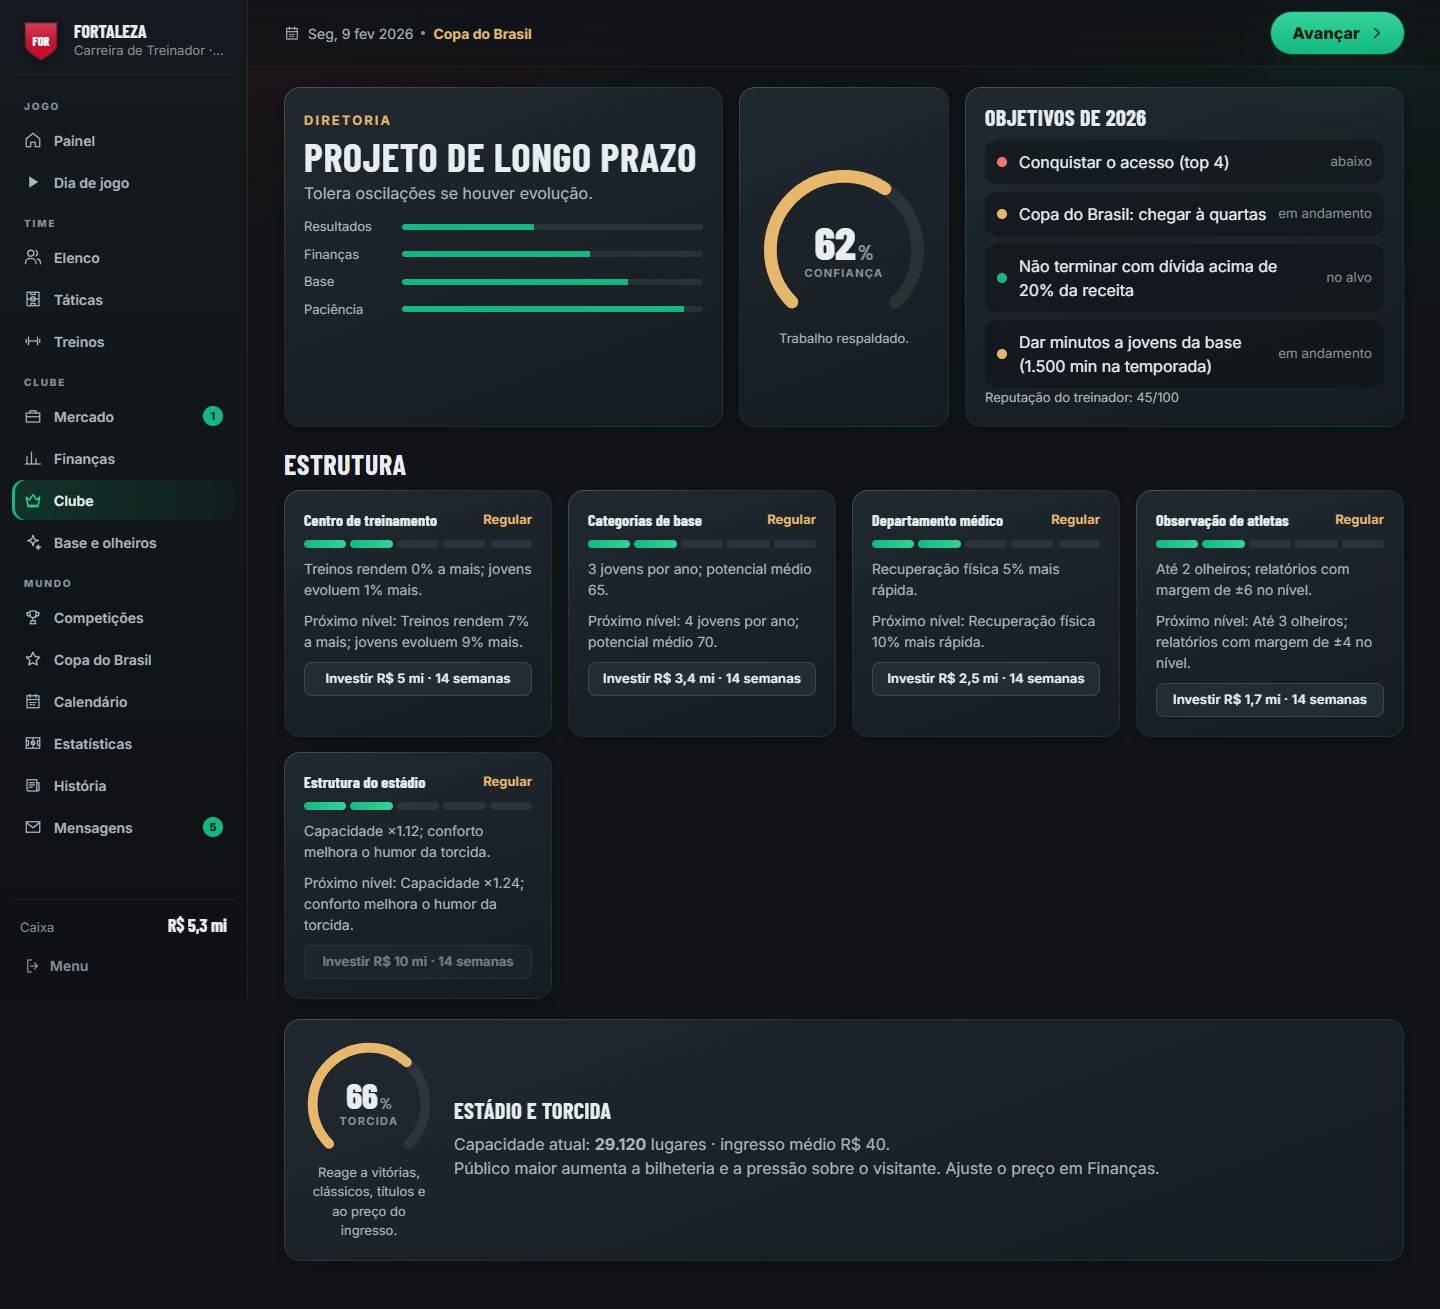 FOR
FORTALEZA
Carreira de Treinador ·...
JOGO
Painel
Dia de jogo
TIME
Elenco
Táticas
Treinos
CLUBE
Mercado 1
Finanças
Clube
Base e olheiros
MUNDO
Competições
Copa do Brasil
Calendário
Estatísticas
História
Mensagens 5
Caixa R$ 5,3 mi
Menu
Seg, 9 fev 2026 • Copa do Brasil
Avançar
DIRETORIA
PROJETO DE LONGO PRAZO
Tolera oscilações se houver evolução.
Resultados
Finanças
Base
Paciência
62%
CONFIANÇA
Trabalho respaldado.
OBJETIVOS DE 2026
Conquistar o acesso (top 4) abaixo
Copa do Brasil: chegar à quartas em andamento
Não terminar com dívida acima de
20% da receita
no alvo
Dar minutos a jovens da base
(1.500 min na temporada)
em andamento
Reputação do treinador: 45/100
ESTRUTURA
Centro de treinamento Regular
Treinos rendem 0% a mais; jovens
evoluem 1% mais.
Próximo nível: Treinos rendem 7%
a mais; jovens evoluem 9% mais.
Investir R$ 5 mi · 14 semanas
Categorias de base Regular
3 jovens por ano; potencial médio
65.
Próximo nível: 4 jovens por ano;
potencial médio 70.
Investir R$ 3,4 mi · 14 semanas
Departamento médico Regular
Recuperação física 5% mais
rápida.
Próximo nível: Recuperação física
10% mais rápida.
Investir R$ 2,5 mi · 14 semanas
Observação de atletas Regular
Até 2 olheiros; relatórios com
margem de ±6 no nível.
Próximo nível: Até 3 olheiros;
relatórios com margem de ±4 no
nível.
Investir R$ 1,7 mi · 14 semanas
Estrutura do estádio Regular
Capacidade ×1.12; conforto
melhora o humor da torcida.
Próximo nível: Capacidade ×1.24;
conforto melhora o humor da
torcida.
Investir R$ 10 mi · 14 semanas
66%
TORCIDA
Reage a vitórias,
clássicos, títulos e
ao preço do
ingresso.
ESTÁDIO E TORCIDA
Capacidade atual: 29.120 lugares · ingresso médio R$ 40.
Público maior aumenta a bilheteria e a pressão sobre o visitante. Ajuste o preço em Finanças.